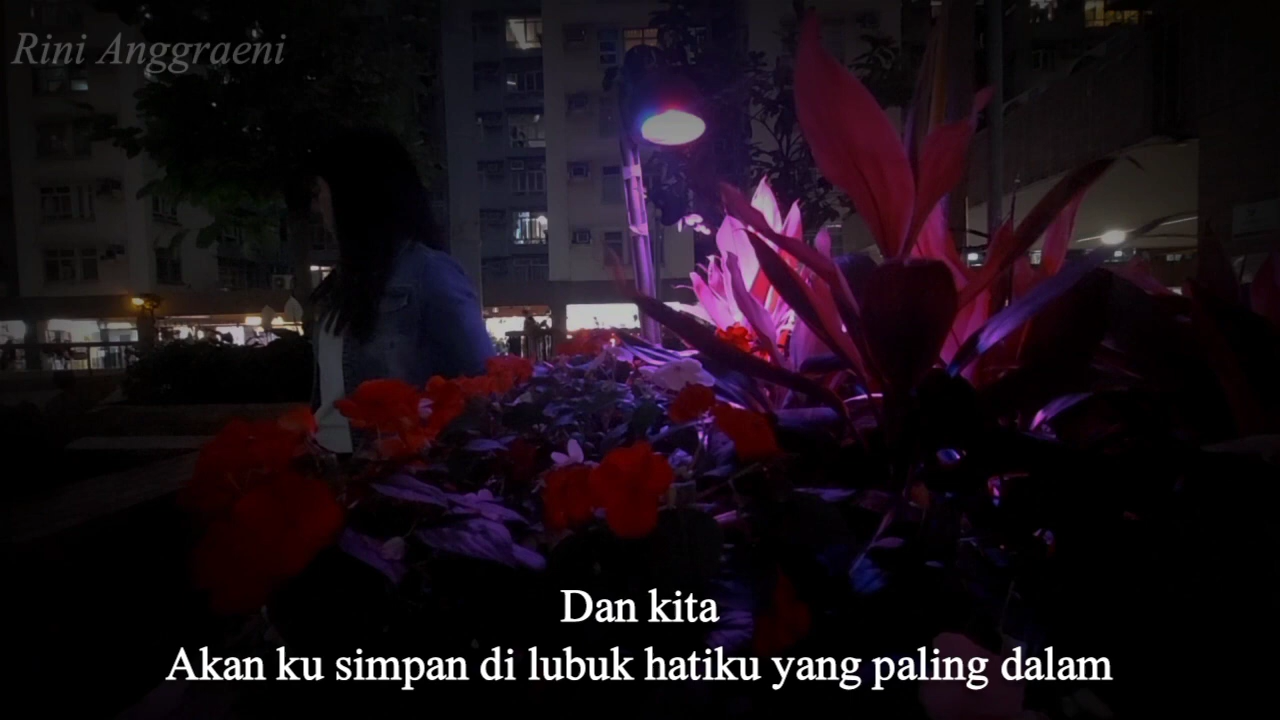 Rini Anggraeni
Dan kita
Akan ku simpan di lubuk hatiku yang paling dalam